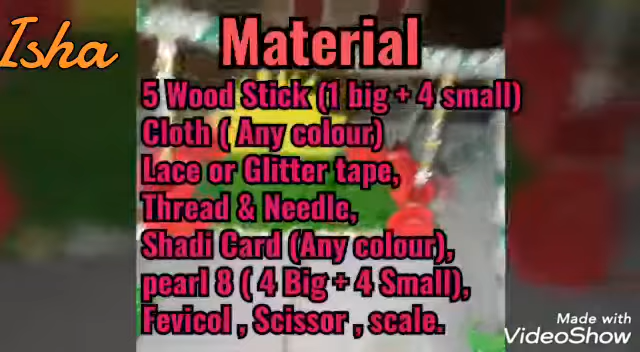 Isha
Material
5 Wood Stick (1 big + 4 small)
Cloth ( Any colour)
Lace or Glitter tape,
Thread & Needle,
Shadi Card (Any colour),
pearl 8 ( 4 Big + 4 Small),
Fevicol , Scissor , scale.
Made with
VideoShow